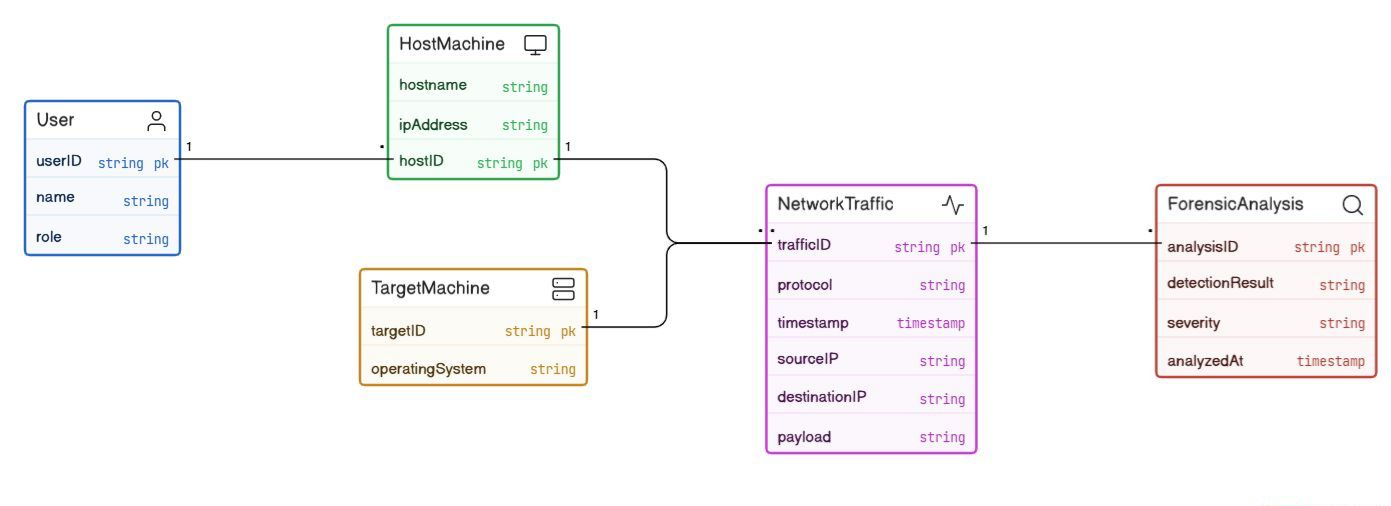 User
userID string pk
name string
role string
1
HostMachine
hostname string
ipAddress string
hostID string pk
1
TargetMachine
targetID string pk
operatingSystem string
1
NetworkTraffic
trafficID string pk
protocol string
timestamp timestamp
sourceIP string
destinationIP string
payload string
1
ForensicAnalysis
analysisID string pk
detectionResult string
severity string
analyzedAt timestamp